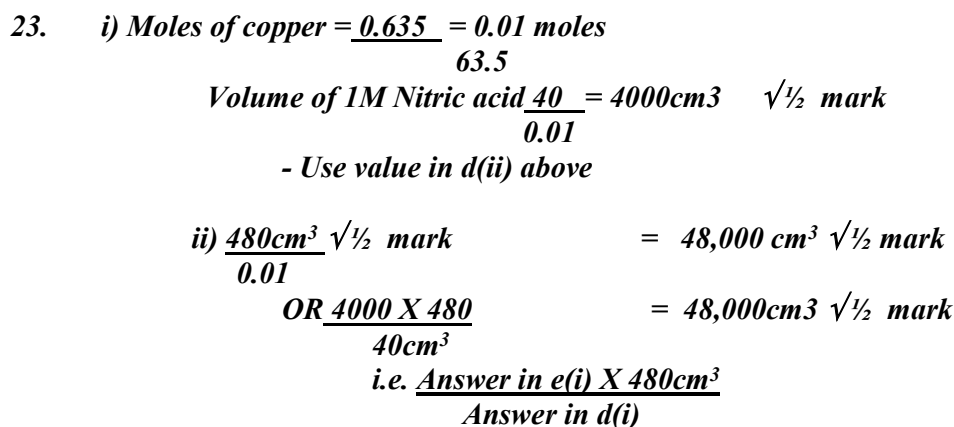 23. i) Moles of copper = 0.635 = 0.01 moles
63.5
Volume of 1M Nitric acid 40 = 4000cm3 √½ mark
0.01
- Use value in d(ii) above
ii) 480cm³ √½ mark = 48,000 cm³ √½ mark
0.01
OR 4000 X 480 = 48,000cm3 √½ mark
40cm³
i.e. Answer in e(i) X 480cm³
Answer in d(i)